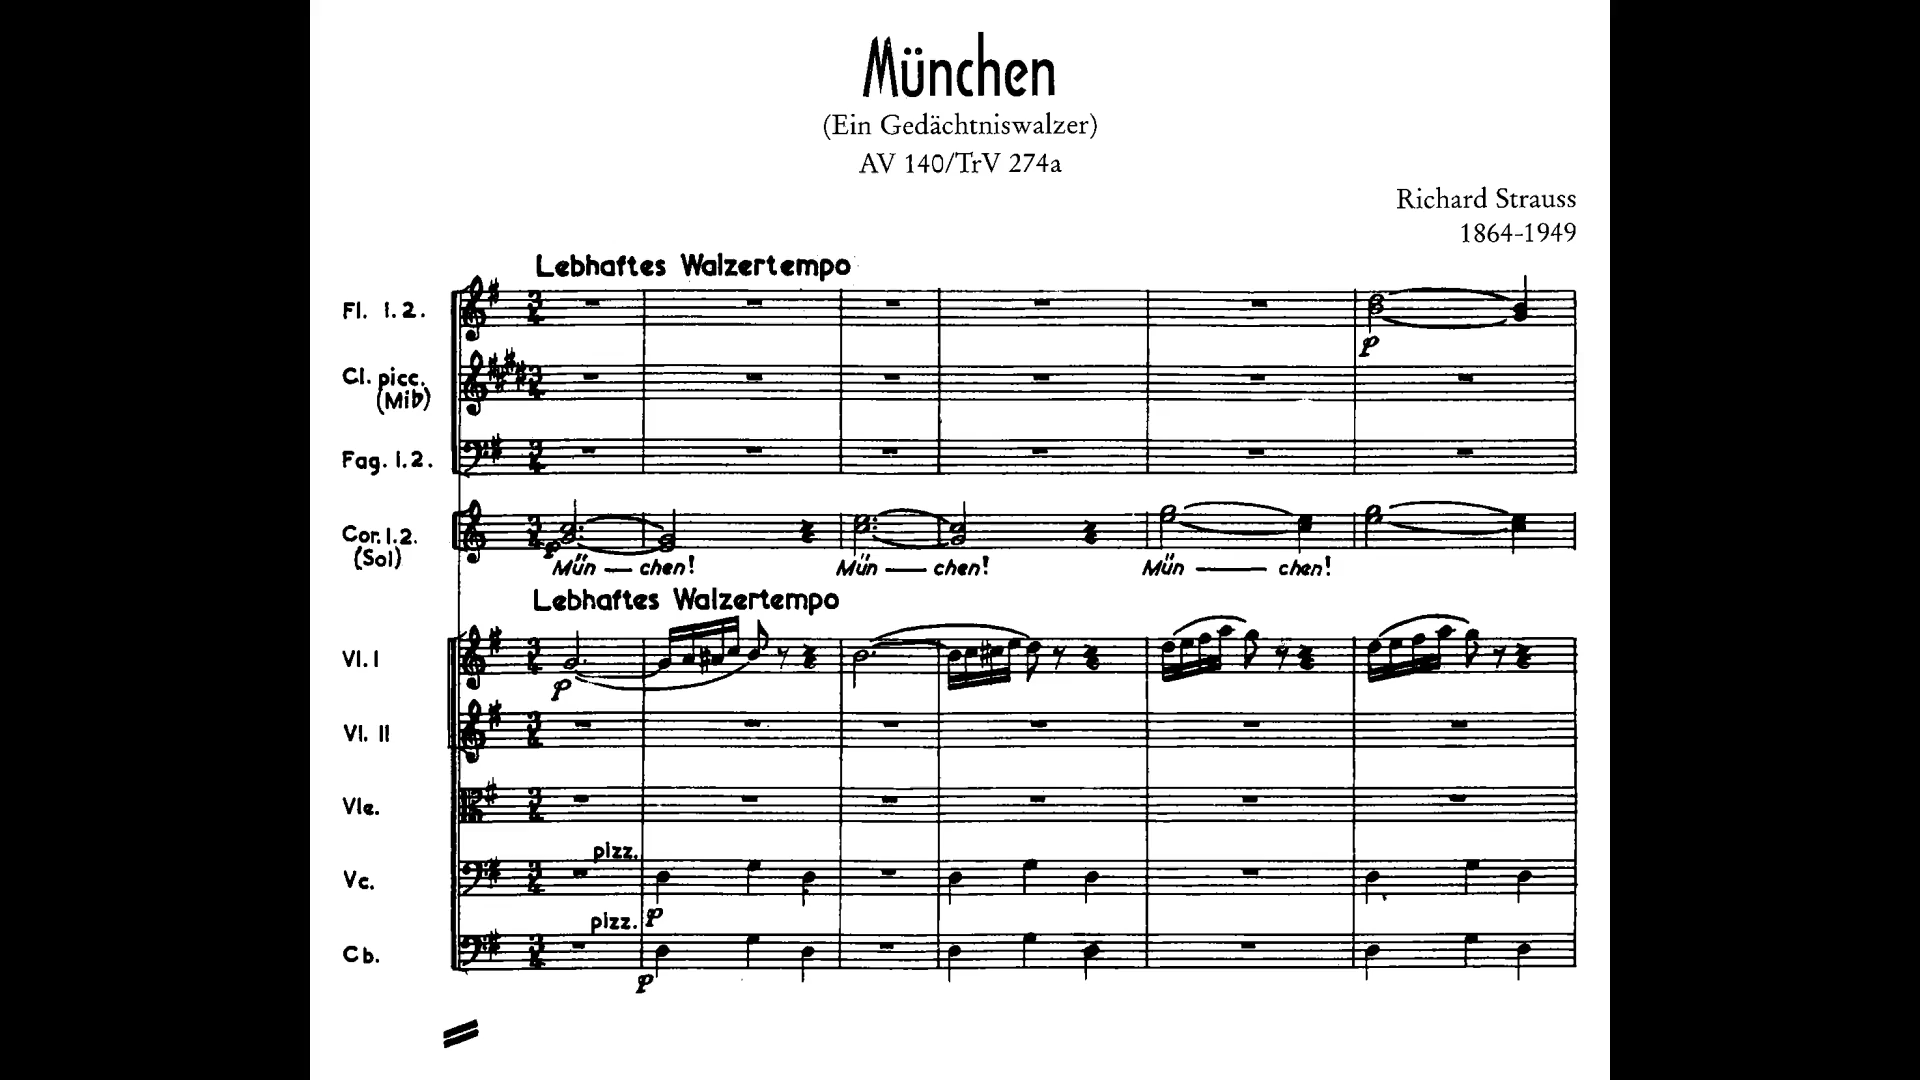 München
(Ein Gedächtniswalzer)
AV 140/TrV 274a
Richard Strauss
1864-1949
Lebhaftes Walzertempo
Fl. 1.2.
p
Cl. picc.
(Mi♭)
Fag. 1.2.
Cor. 1.2.
(Sol)
p
Mün — chen! Mün — chen! Mün — chen!
Lebhaftes Walzertempo
Vl. I
p
Vl. II
Vle.
pizz.
Vc.
p
pizz.
Cb.
p